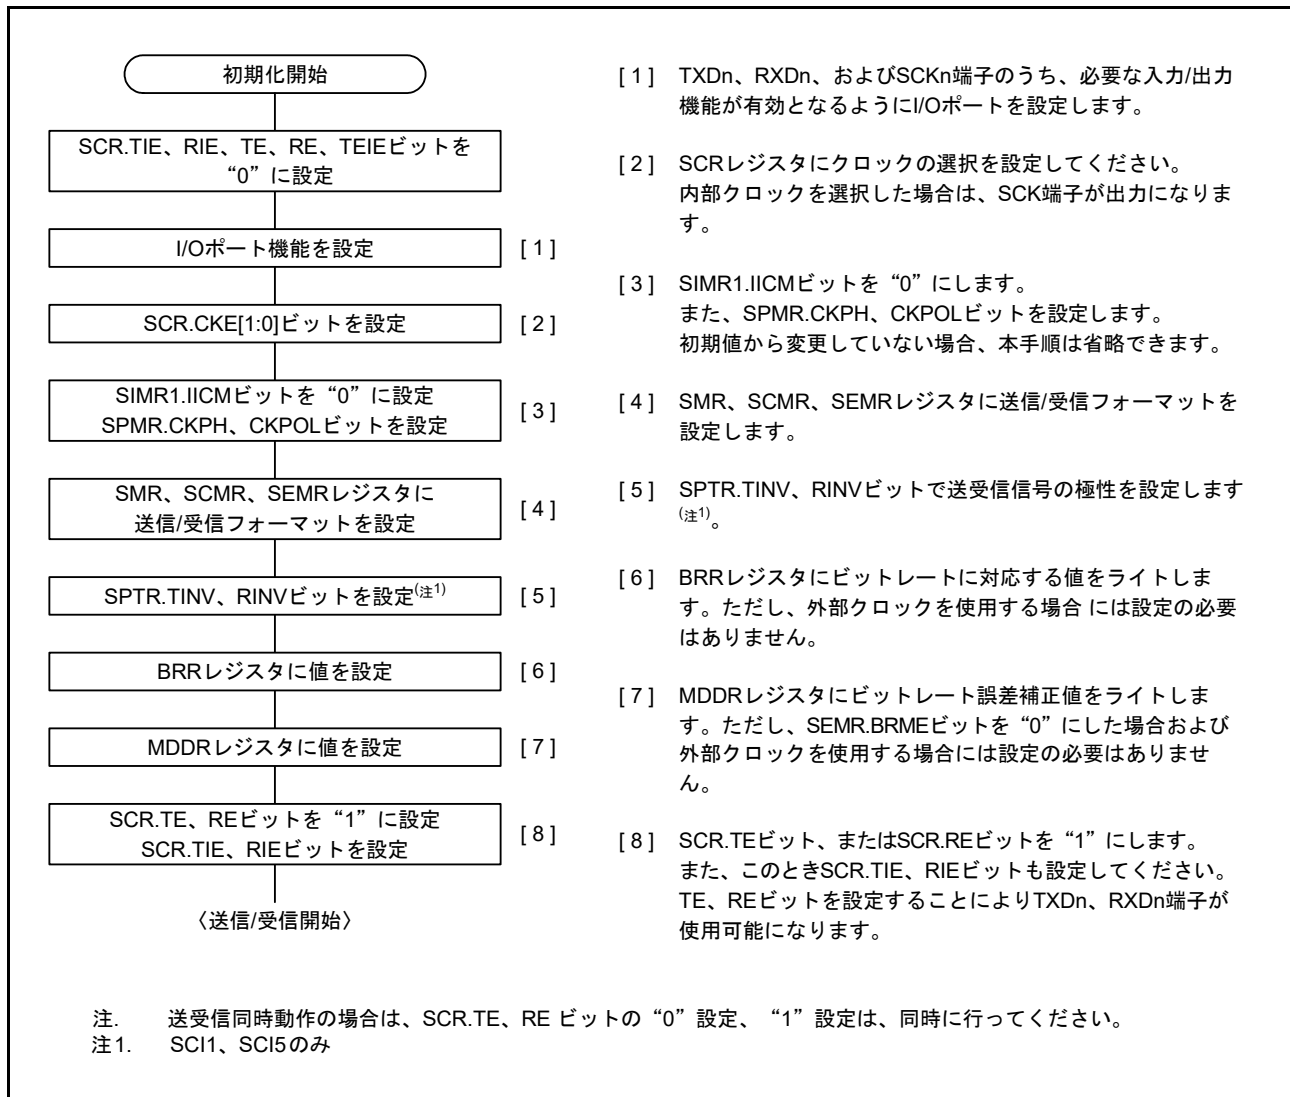 初期化開始
SCR.TIE、RIE、TE、RE、TEIEビットを
“0”に設定
I/Oポート機能を設定
[ 1 ]
SCR.CKE[1:0]ビットを設定
[ 2 ]
SIMR1.IICMビットを“0”に設定
SPMR.CKPH、CKPOLビットを設定
[ 3 ]
SMR、SCMR、SEMRレジスタに
送信/受信フォーマットを設定
[ 4 ]
SPTR.TINV、RINVビットを設定(注1)
[ 5 ]
BRRレジスタに値を設定
[ 6 ]
MDDRレジスタに値を設定
[ 7 ]
SCR.TE、REビットを“1”に設定
SCR.TIE、RIEビットを設定
[ 8 ]
〈送信/受信開始〉
[ 1 ] TXDn、RXDn、およびSCKn端子のうち、必要な入力/出力
機能が有効となるようにI/Oポートを設定します。
[ 2 ] SCRレジスタにクロックの選択を設定してください。
内部クロックを選択した場合は、SCK端子が出力になりま
す。
[ 3 ] SIMR1.IICMビットを“0”にします。
また、SPMR.CKPH、CKPOLビットを設定します。
初期値から変更していない場合、本手順は省略できます。
[ 4 ] SMR、SCMR、SEMRレジスタに送信/受信フォーマットを
設定します。
[ 5 ] SPTR.TINV、RINVビットで送受信信号の極性を設定します
(注1)。
[ 6 ] BRRレジスタにビットレートに対応する値をライトしま
す。ただし、外部クロックを使用する場合 には設定の必要
はありません。
[ 7 ] MDDRレジスタにビットレート誤差補正値をライトしま
す。ただし、SEMR.BRMEビットを“0”にした場合および
外部クロックを使用する場合には設定の必要はありませ
ん。
[ 8 ] SCR.TEビット、またはSCR.REビットを“1”にします。
また、このときSCR.TIE、RIEビットも設定してください。
TE、REビットを設定することによりTXDn、RXDn端子が
使用可能になります。
注. 送受信同時動作の場合は、SCR.TE、RE ビットの“0”設定、“1”設定は、同時に行ってください。
注1. SCI1、SCI5のみ